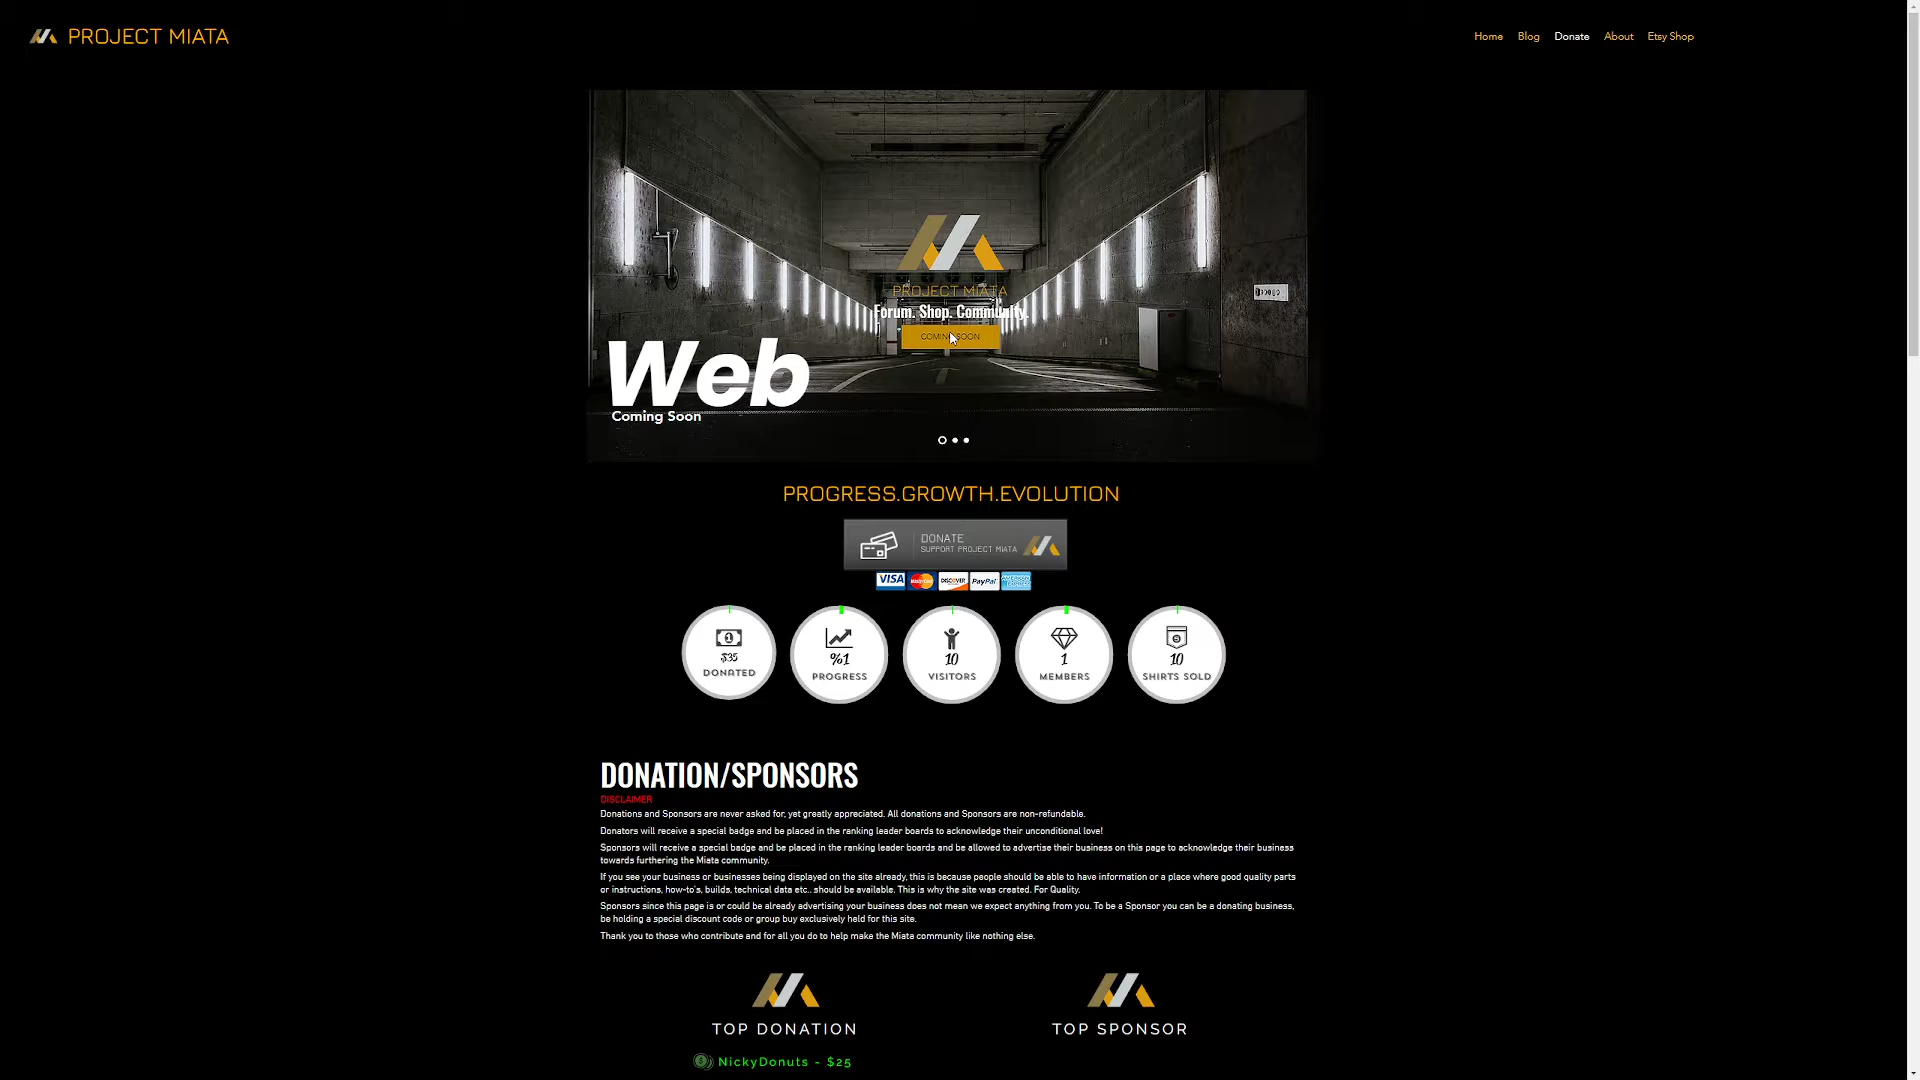 PROJECT MIATA
Home Blog Donate About Etsy Shop
PROJECT MIATA
Forum. Shop. Community.
COMING SOON
Web
Coming Soon
PROGRESS.GROWTH.EVOLUTION
DONATE
SUPPORT PROJECT MIATA
VISA MasterCard DISCOVER PayPal AMERICAN EXPRESS
$35
DONATED
%1
PROGRESS
10
VISITORS
1
MEMBERS
10
SHIRTS SOLD
DONATION/SPONSORS
DISCLAIMER
Donations and Sponsors are never asked for, yet greatly appreciated. All donations and Sponsors are non-refundable.
Donators will receive a special badge and be placed in the ranking leader boards to acknowledge their unconditional love!
Sponsors will receive a special badge and be placed in the ranking leader boards and be allowed to advertise their business on this page to acknowledge their business
towards furthering the Miata community.
If you see your business or businesses being displayed on the site already, this is because people should be able to have information or a place where good quality parts
or instructions, how-to's, builds, technical data etc.. should be available. This is why the site was created. For Quality.
Sponsors since this page is or could be already advertising your business does not mean we expect anything from you. To be a Sponsor you can be a donating business,
be holding a special discount code or group buy exclusively held for this site.
Thank you to those who contribute and for all you do to help make the Miata community like nothing else.
TOP DONATION
TOP SPONSOR
NickyDonuts - $25